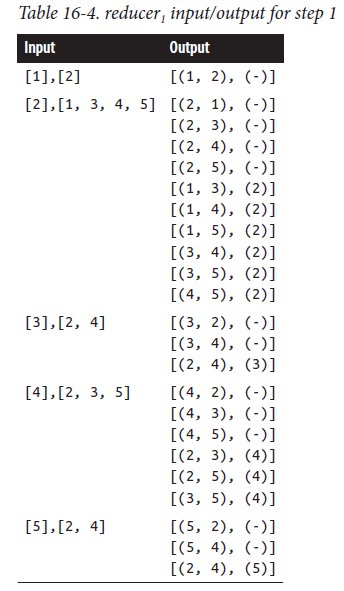 Table 16-4. reducer₁ input/output for step 1
Input Output
[1],[2] [(1, 2), (-)]
[2],[1, 3, 4, 5] [(2, 1), (-)]
[(2, 3), (-)]
[(2, 4), (-)]
[(2, 5), (-)]
[(1, 3), (2)]
[(1, 4), (2)]
[(1, 5), (2)]
[(3, 4), (2)]
[(3, 5), (2)]
[(4, 5), (2)]
[3],[2, 4] [(3, 2), (-)]
[(3, 4), (-)]
[(2, 4), (3)]
[4],[2, 3, 5] [(4, 2), (-)]
[(4, 3), (-)]
[(4, 5), (-)]
[(2, 3), (4)]
[(2, 5), (4)]
[(3, 5), (4)]
[5],[2, 4] [(5, 2), (-)]
[(5, 4), (-)]
[(2, 4), (5)]